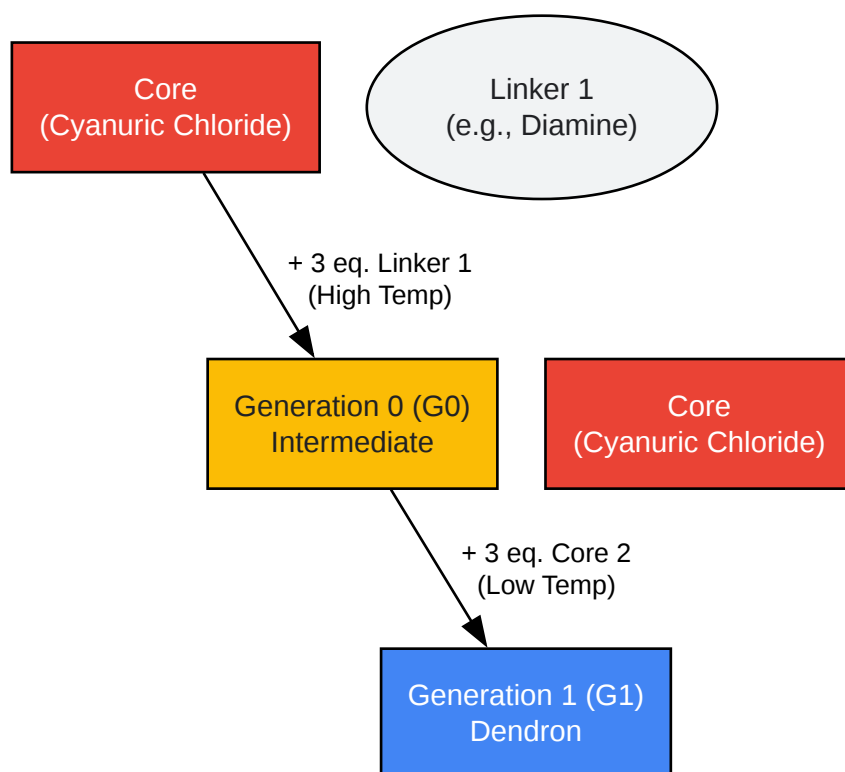 Core
(Cyanuric Chloride)
Linker 1
(e.g., Diamine)
+ 3 eq. Linker 1
(High Temp)
Generation 0 (G0)
Intermediate
Core
(Cyanuric Chloride)
+ 3 eq. Core 2
(Low Temp)
Generation 1 (G1)
Dendron